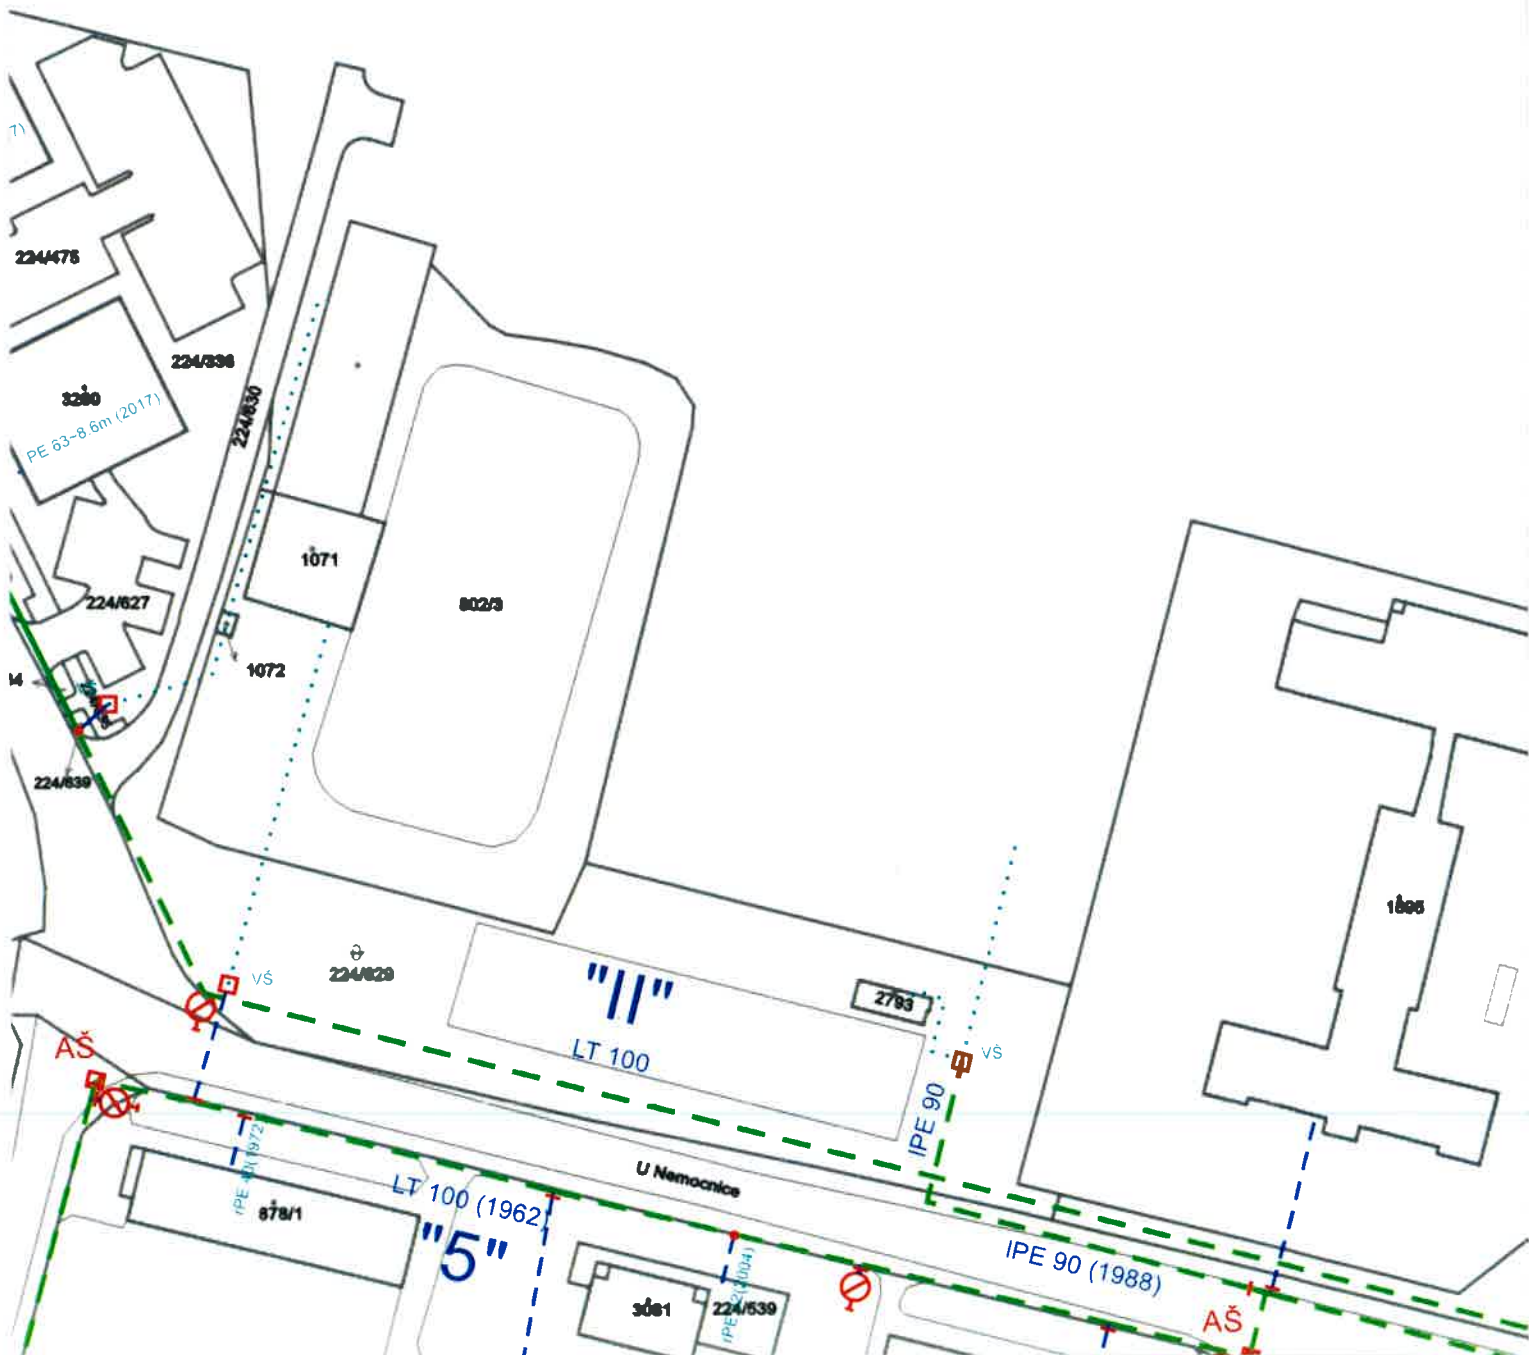 7)
224/475
224/336
3280
PE 63-8.6m (2017)
224/630
1071
802/3
224/627
1072
224/639
1895
VŠ
224/629
"II"
2793
LT 100
VŠ
AŠ
IPE 90
U Nemocnice
LT 100 (1962)
878/1
"5"
IPE 90 (1988)
3081
224/539
AŠ